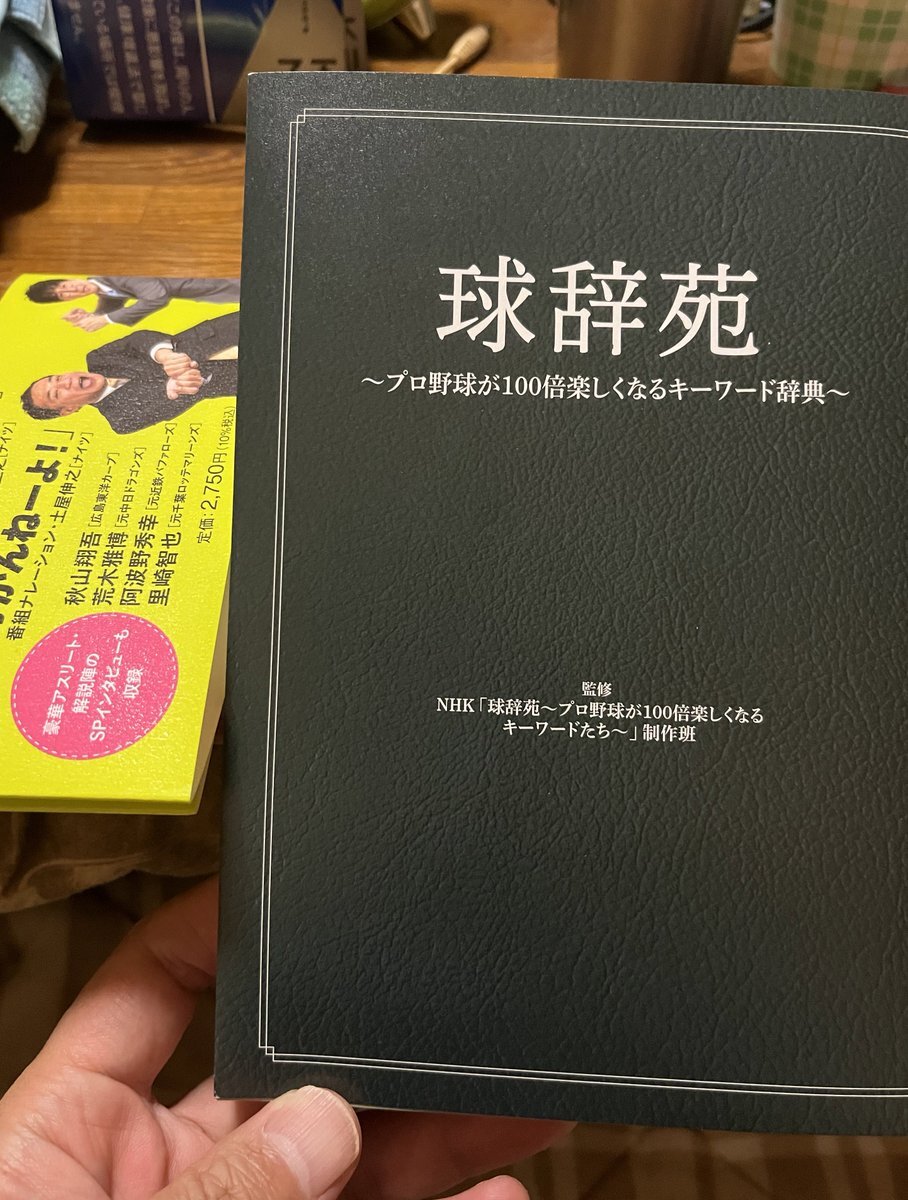 球辞苑
〜プロ野球が100倍楽しくなるキーワード辞典〜
監修
NHK「球辞苑〜プロ野球が100倍楽しくなる
キーワードたち〜」制作班
かんねーよ!!」
番組ナレーション・土屋伸之[ナイツ]
秋山翔吾[広島東洋カープ]
荒木雅博[元中日ドラゴンズ]
阿波野秀幸[元近鉄バファローズ]
里崎智也[元千葉ロッテマリーンズ]
定価:2,750円(10%税込)
豪華アスリート・
解説陣の
SPインタビューも
収録